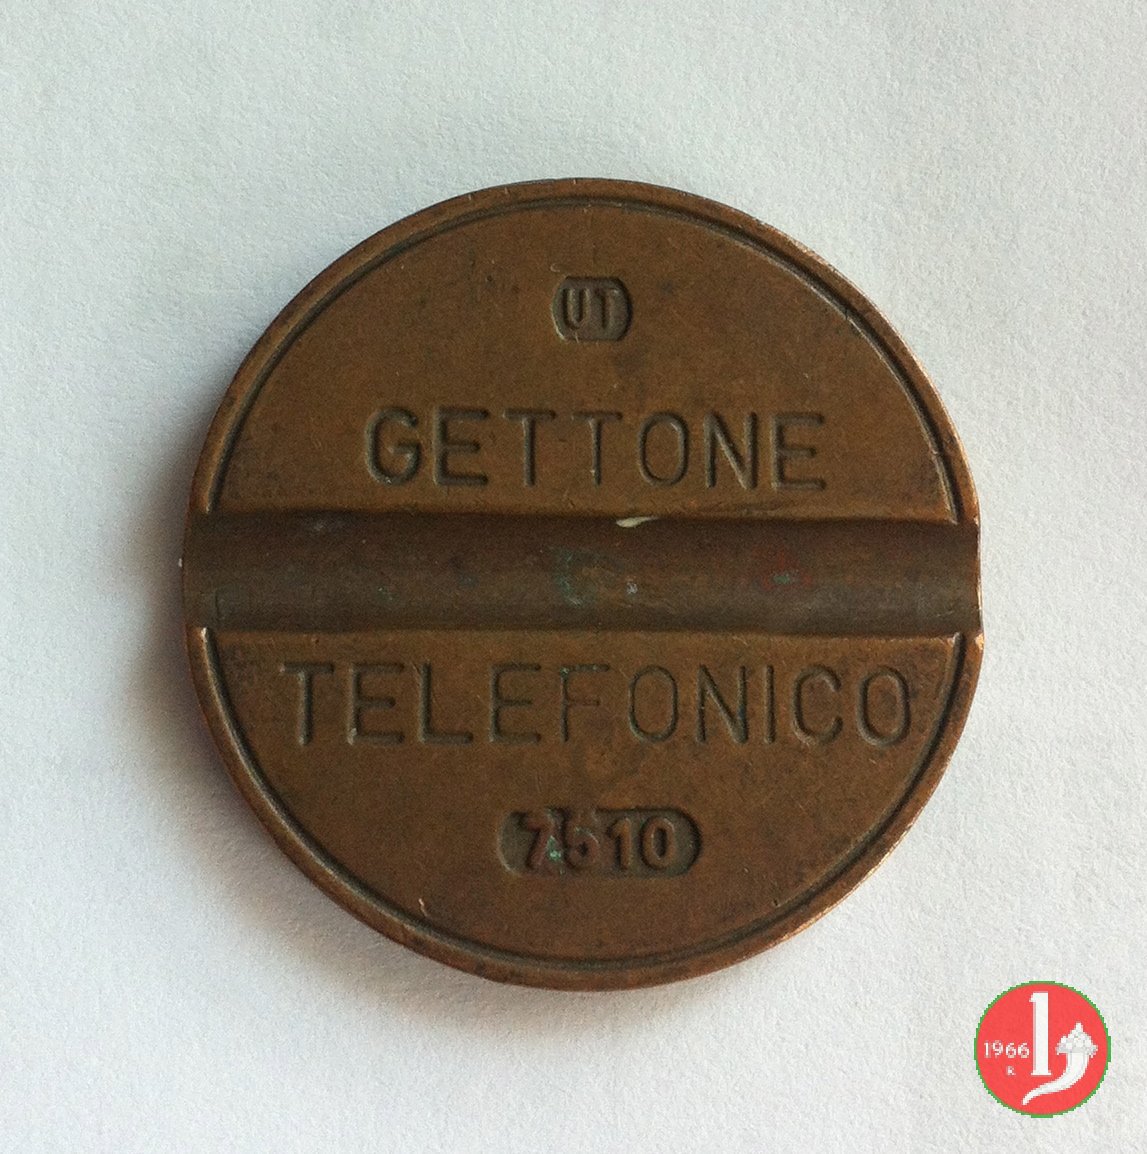 UT
GETTONE
TELEFONICO
7510
1966
R